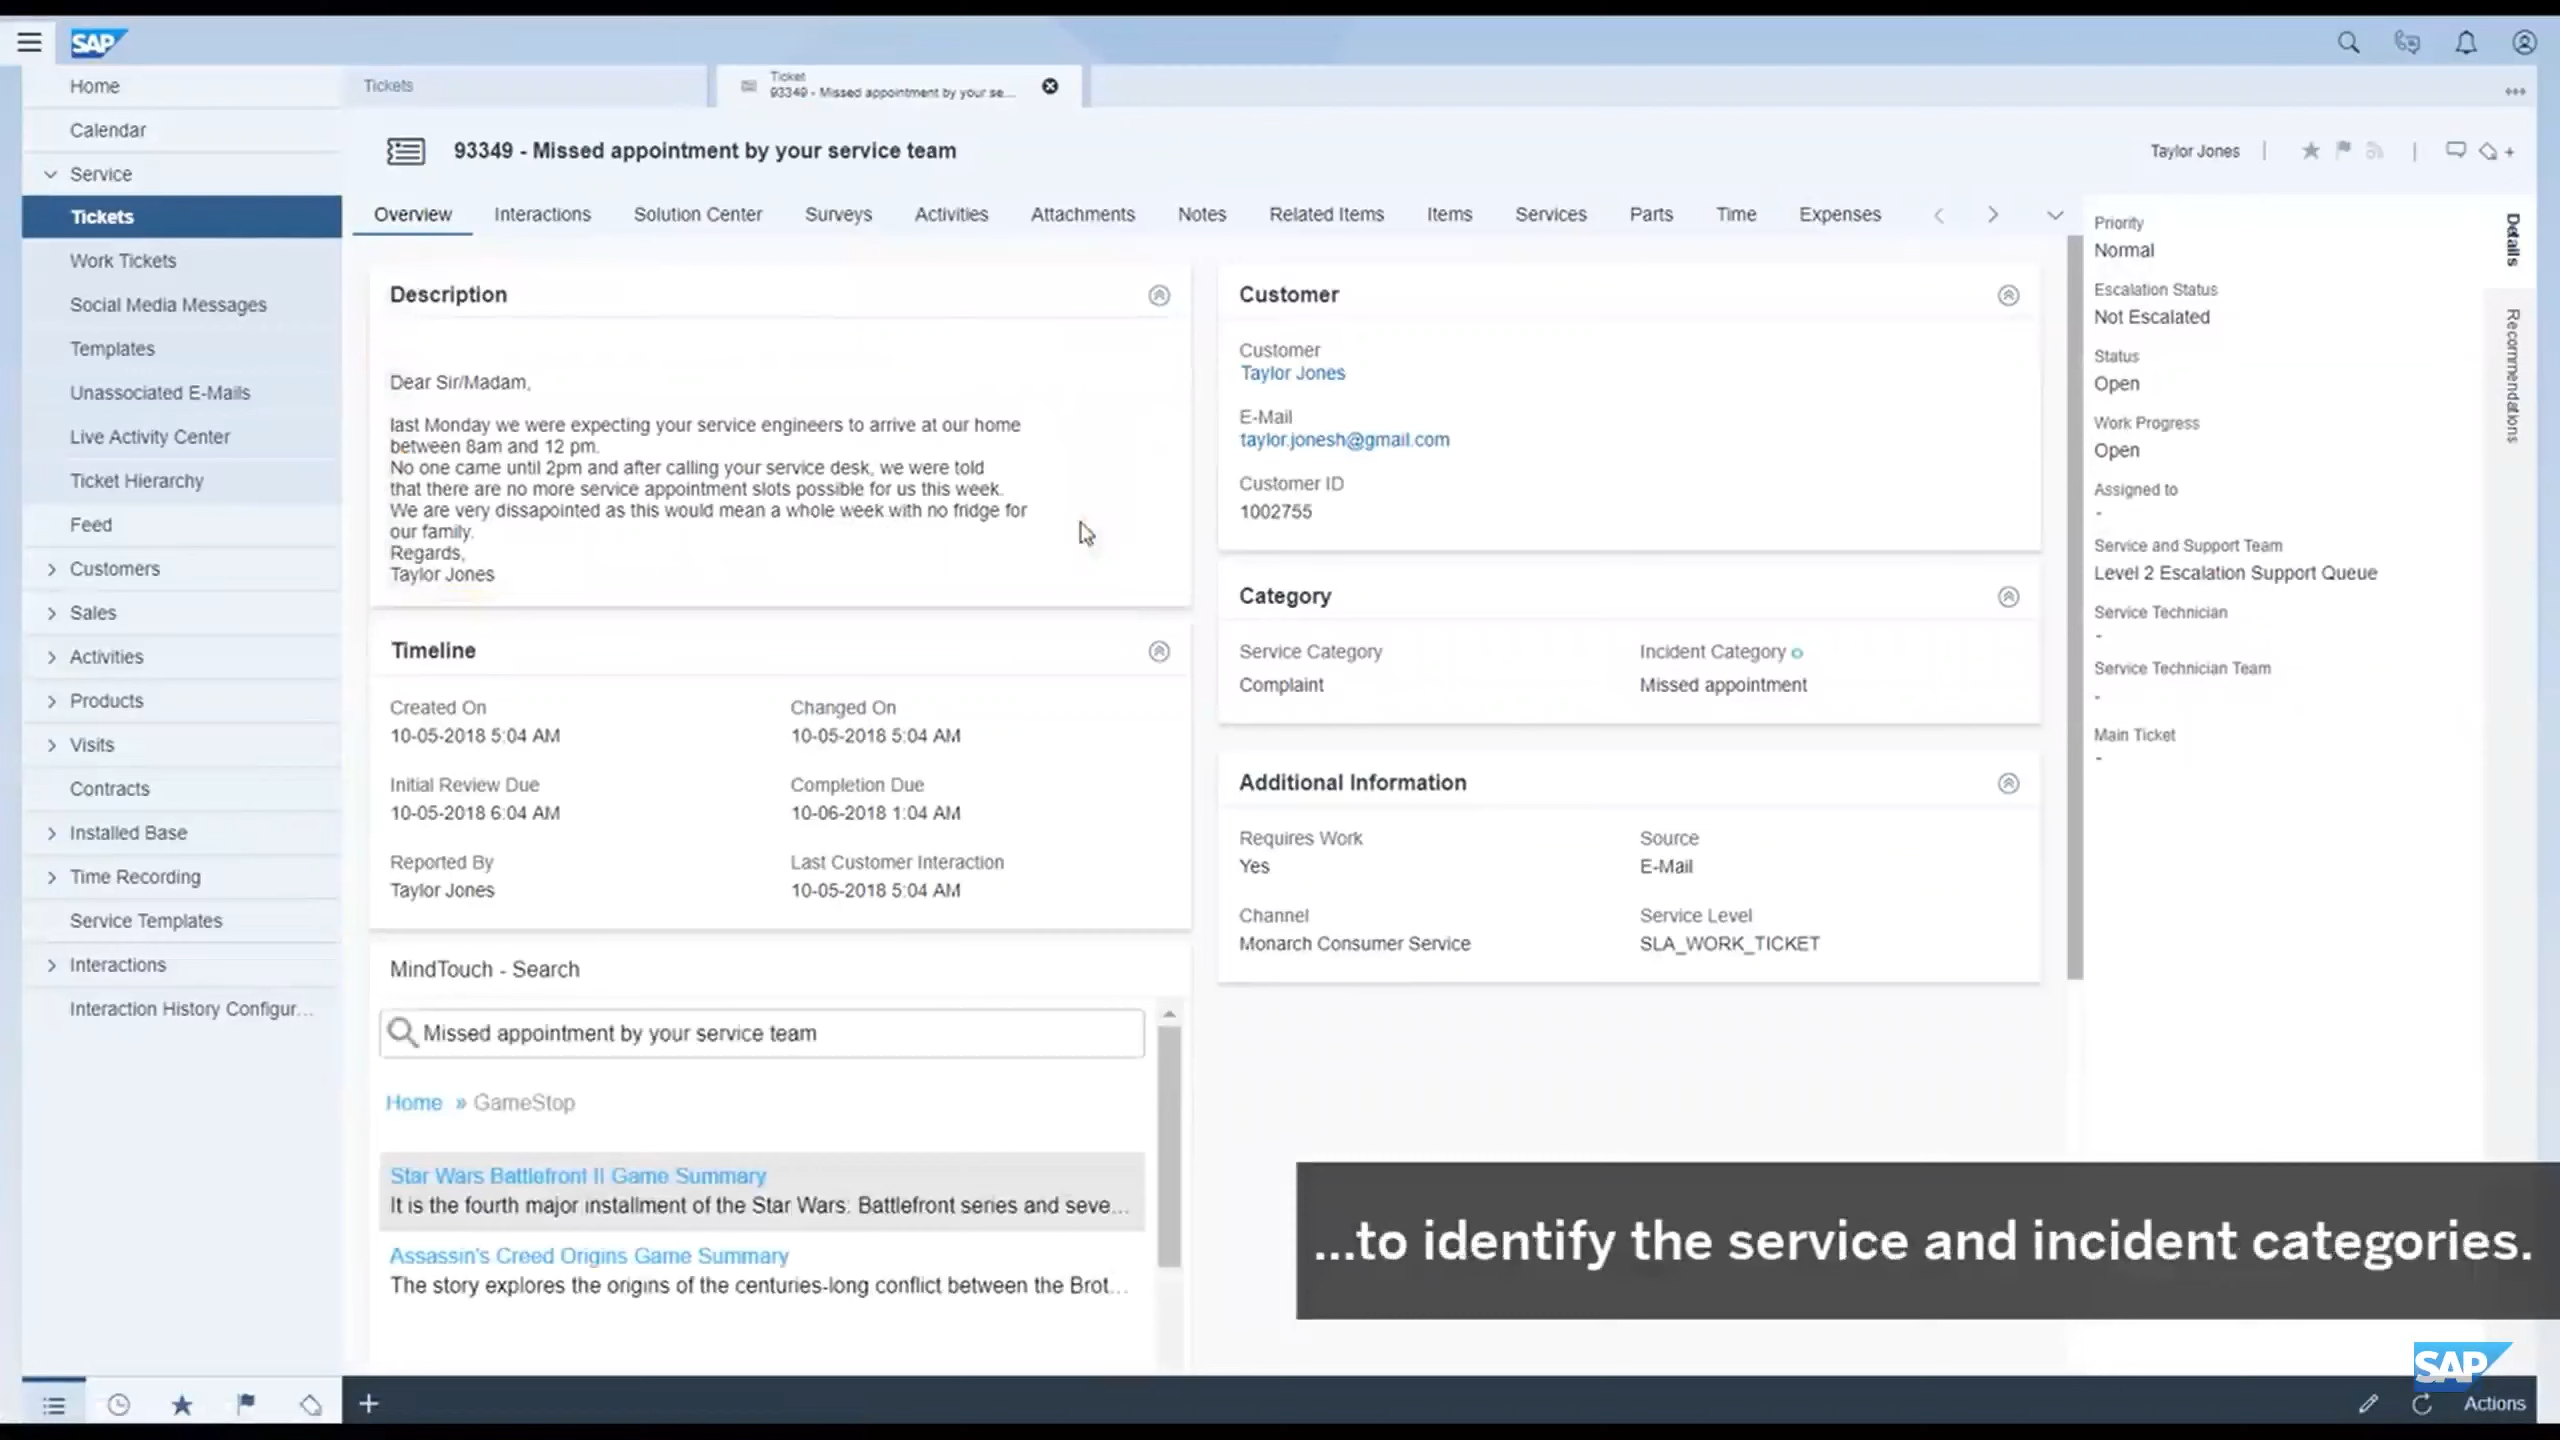 SAP
Home
Calendar
Service
Tickets
Work Tickets
Social Media Messages
Templates
Unassociated E-Mails
Live Activity Center
Ticket Hierarchy
Feed
Customers
Sales
Activities
Products
Visits
Contracts
Installed Base
Time Recording
Service Templates
Interactions
Interaction History Configur...
Tickets
Ticket
93349 - Missed appointment by your se...
93349 - Missed appointment by your service team
Taylor Jones
Overview Interactions Solution Center Surveys Activities Attachments Notes Related Items Items Services Parts Time Expenses
Description
Dear Sir/Madam,
last Monday we were expecting your service engineers to arrive at our home
between 8am and 12 pm.
No one came until 2pm and after calling your service desk, we were told
that there are no more service appointment slots possible for us this week.
We are very dissapointed as this would mean a whole week with no fridge for
our family.
Regards,
Taylor Jones
Timeline
Created On Changed On
10-05-2018 5:04 AM 10-05-2018 5:04 AM
Initial Review Due Completion Due
10-05-2018 6:04 AM 10-06-2018 1:04 AM
Reported By Last Customer Interaction
Taylor Jones 10-05-2018 5:04 AM
MindTouch - Search
Missed appointment by your service team
Home » GameStop
Star Wars Battlefront II Game Summary
It is the fourth major installment of the Star Wars: Battlefront series and seve...
Assassin's Creed Origins Game Summary
The story explores the origins of the centuries-long conflict between the Brot...
Customer
Customer
Taylor Jones
E-Mail
taylor.jonesh@gmail.com
Customer ID
1002755
Category
Service Category Incident Category
Complaint Missed appointment
Additional Information
Requires Work Source
Yes E-Mail
Channel Service Level
Monarch Consumer Service SLA_WORK_TICKET
Priority
Normal
Escalation Status
Not Escalated
Status
Open
Work Progress
Open
Assigned to
-
Service and Support Team
Level 2 Escalation Support Queue
Service Technician
-
Service Technician Team
-
Main Ticket
-
Details
Recommendations
...to identify the service and incident categories.
SAP
Actions